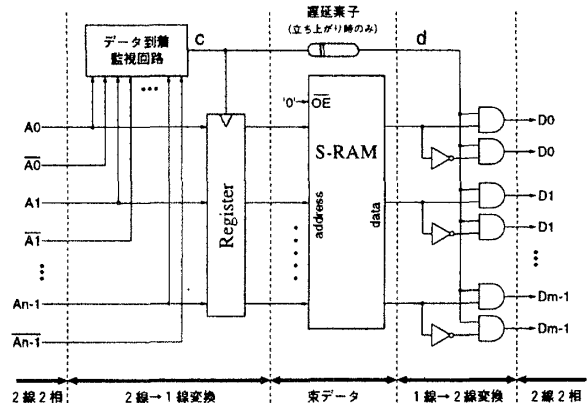 遅延素子
(立ち上がり時のみ)
データ到着
監視回路
c
d
'0'
OE
S-RAM
address
data
Register
A0
A0
A1
A1
An-1
An-1
D0
D0
D1
D1
Dm-1
Dm-1
2線2相
2線→1線変換
束データ
1線→2線変換
2線2相